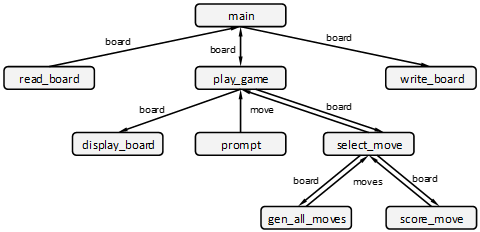 main
board
board
board
read_board
play_game
write_board
board
move
board
display_board
prompt
select_move
board
moves
board
gen_all_moves
score_move